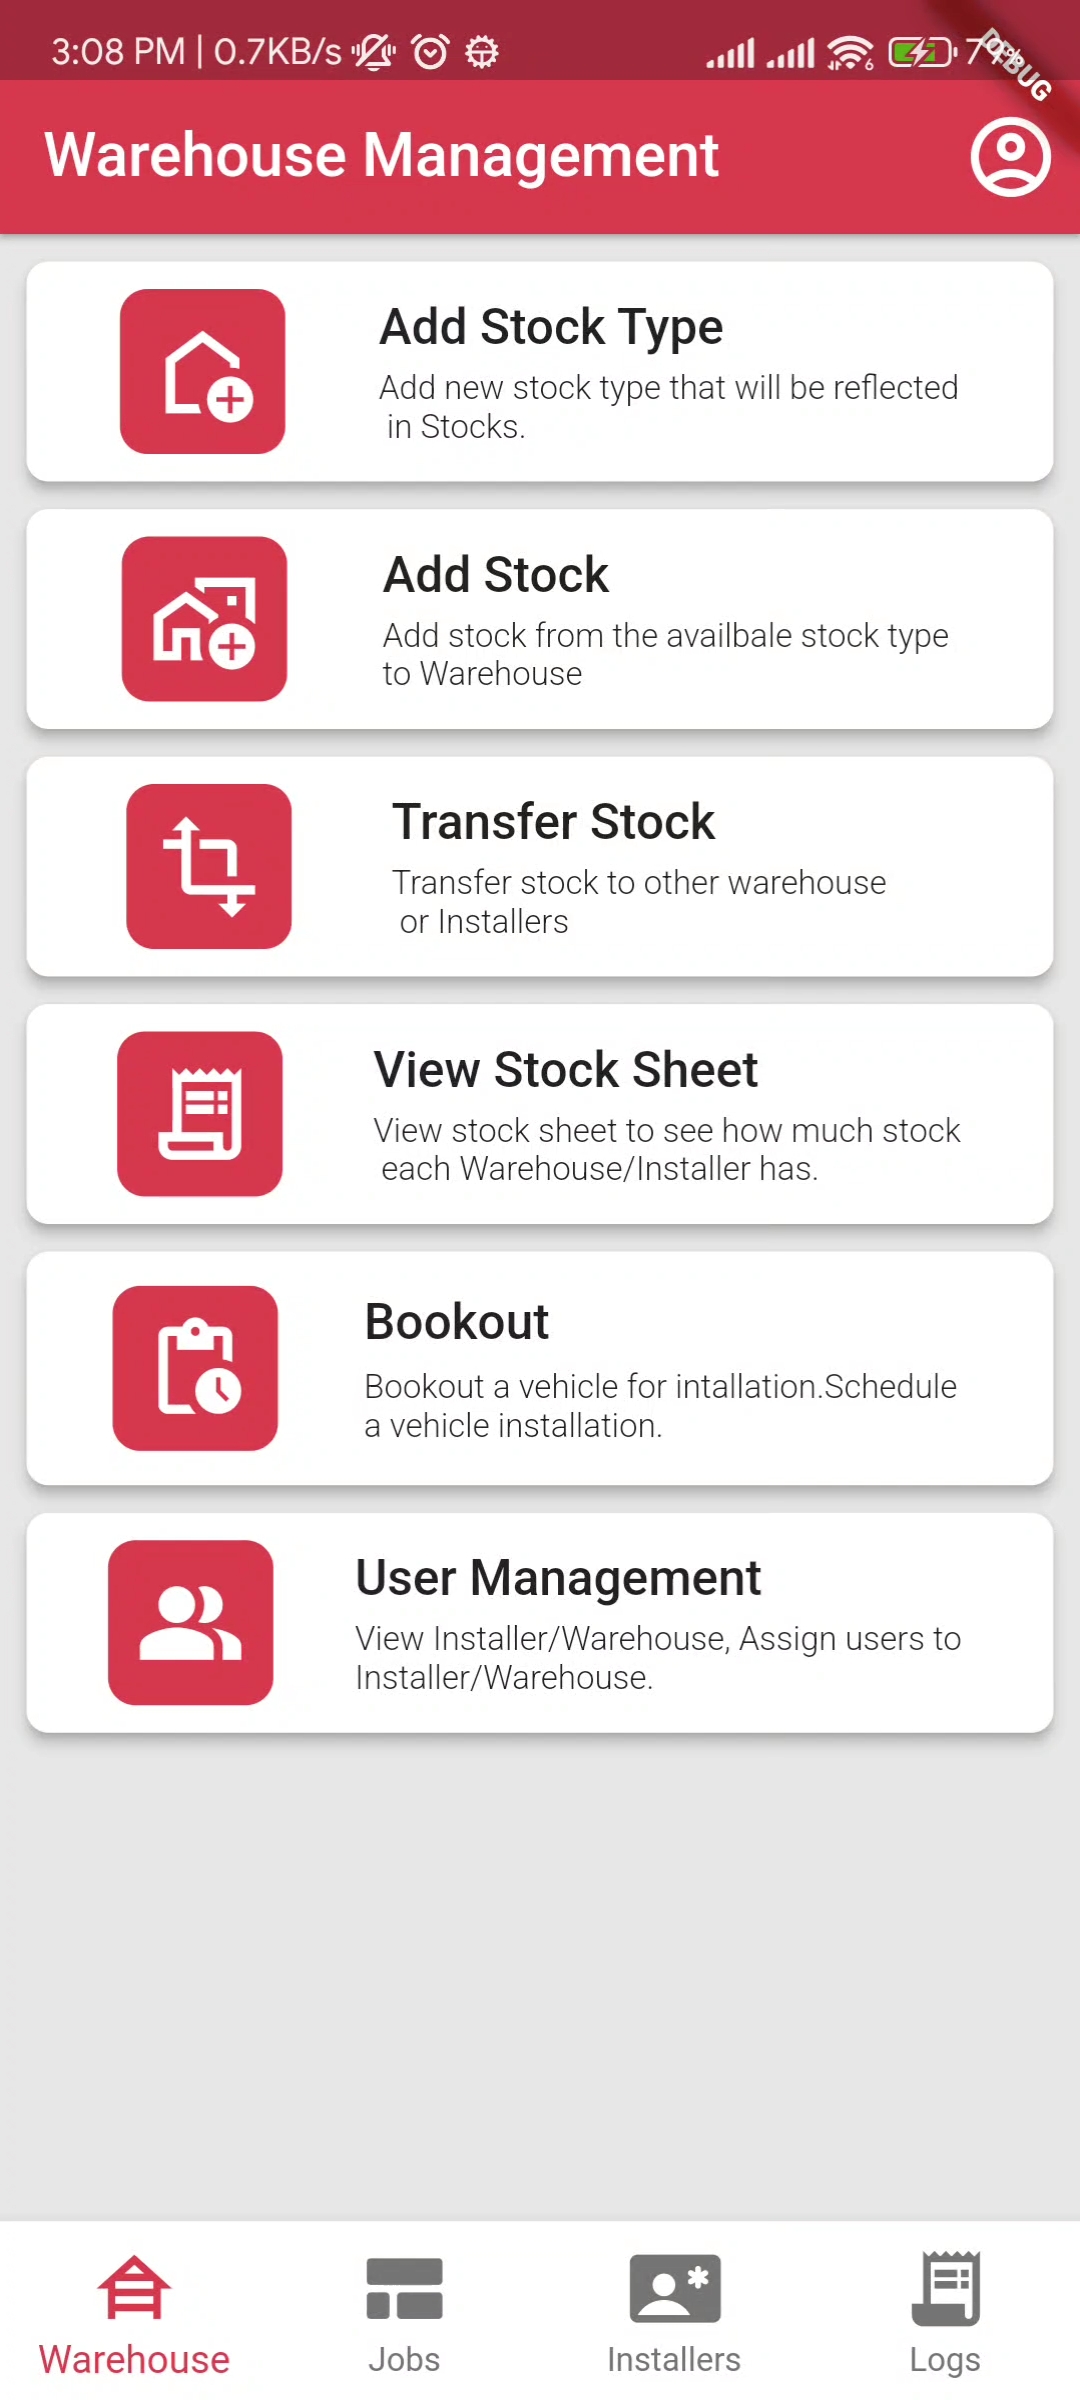 3:08 PM | 0.7KB/s
DEBUG
Warehouse Management
Add Stock Type
Add new stock type that will be reflected
in Stocks.
Add Stock
Add stock from the availbale stock type
to Warehouse
Transfer Stock
Transfer stock to other warehouse
or Installers
View Stock Sheet
View stock sheet to see how much stock
each Warehouse/Installer has.
Bookout
Bookout a vehicle for intallation.Schedule
a vehicle installation.
User Management
View Installer/Warehouse, Assign users to
Installer/Warehouse.
Warehouse
Jobs
Installers
Logs